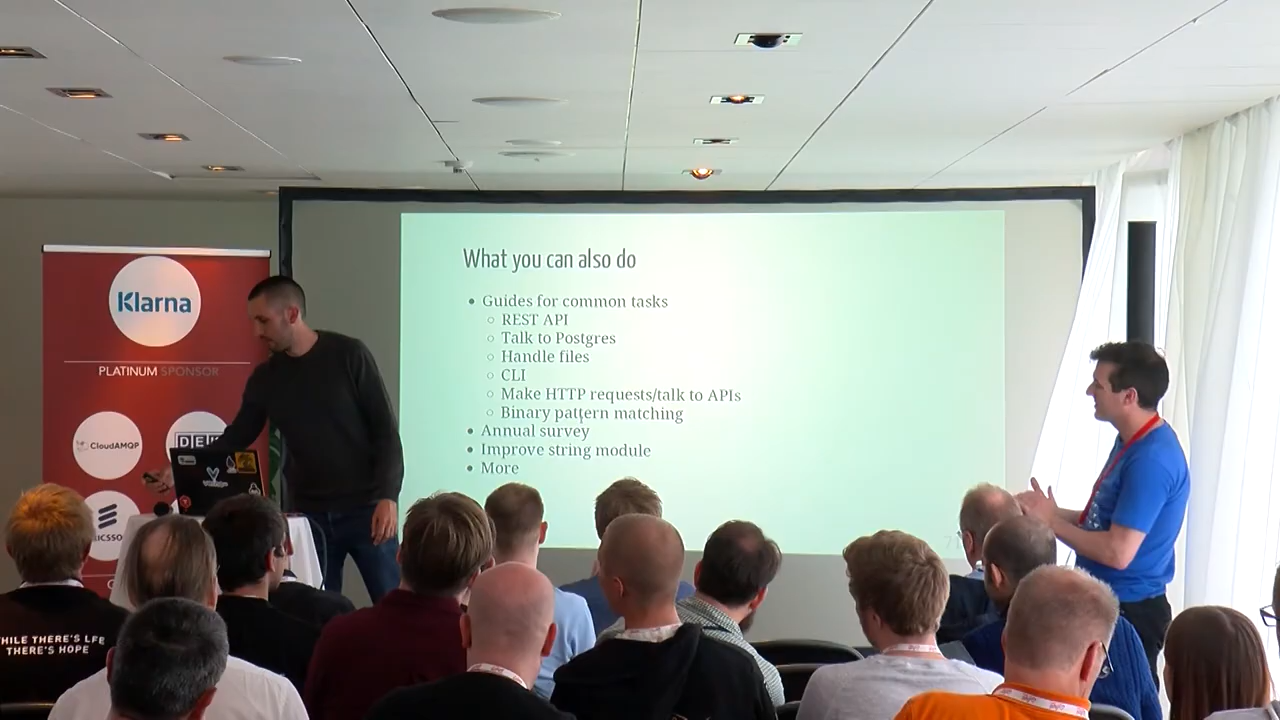 What you can also do
Guides for common tasks
REST API
Talk to Postgres
Handle files
CLI
Make HTTP requests/talk to APIs
Binary pattern matching
Annual survey
Improve string module
More
Klarna
PLATINUM SPONSOR
CloudAMQP
WHILE THERE'S LFE
THERE'S HOPE